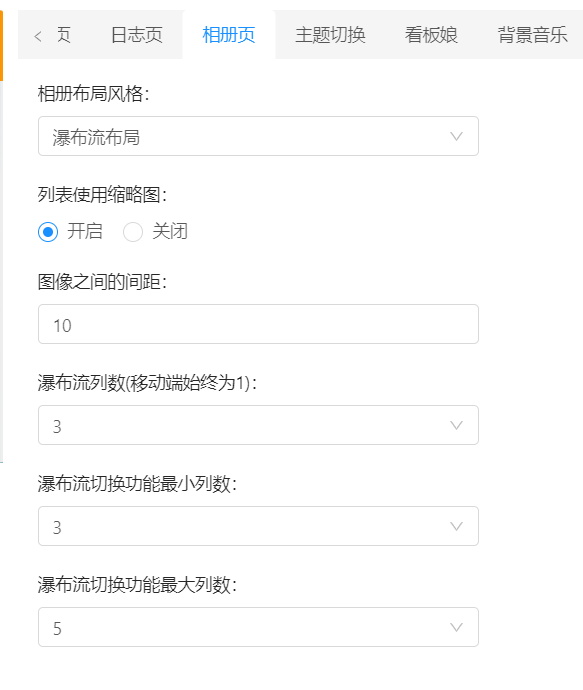 页 日志页 相册页 主题切换 看板娘 背景音乐
相册布局风格：
瀑布流布局
列表使用缩略图：
开启 关闭
图像之间的间距：
10
瀑布流列数(移动端始终为1)：
3
瀑布流切换功能最小列数：
3
瀑布流切换功能最大列数：
5